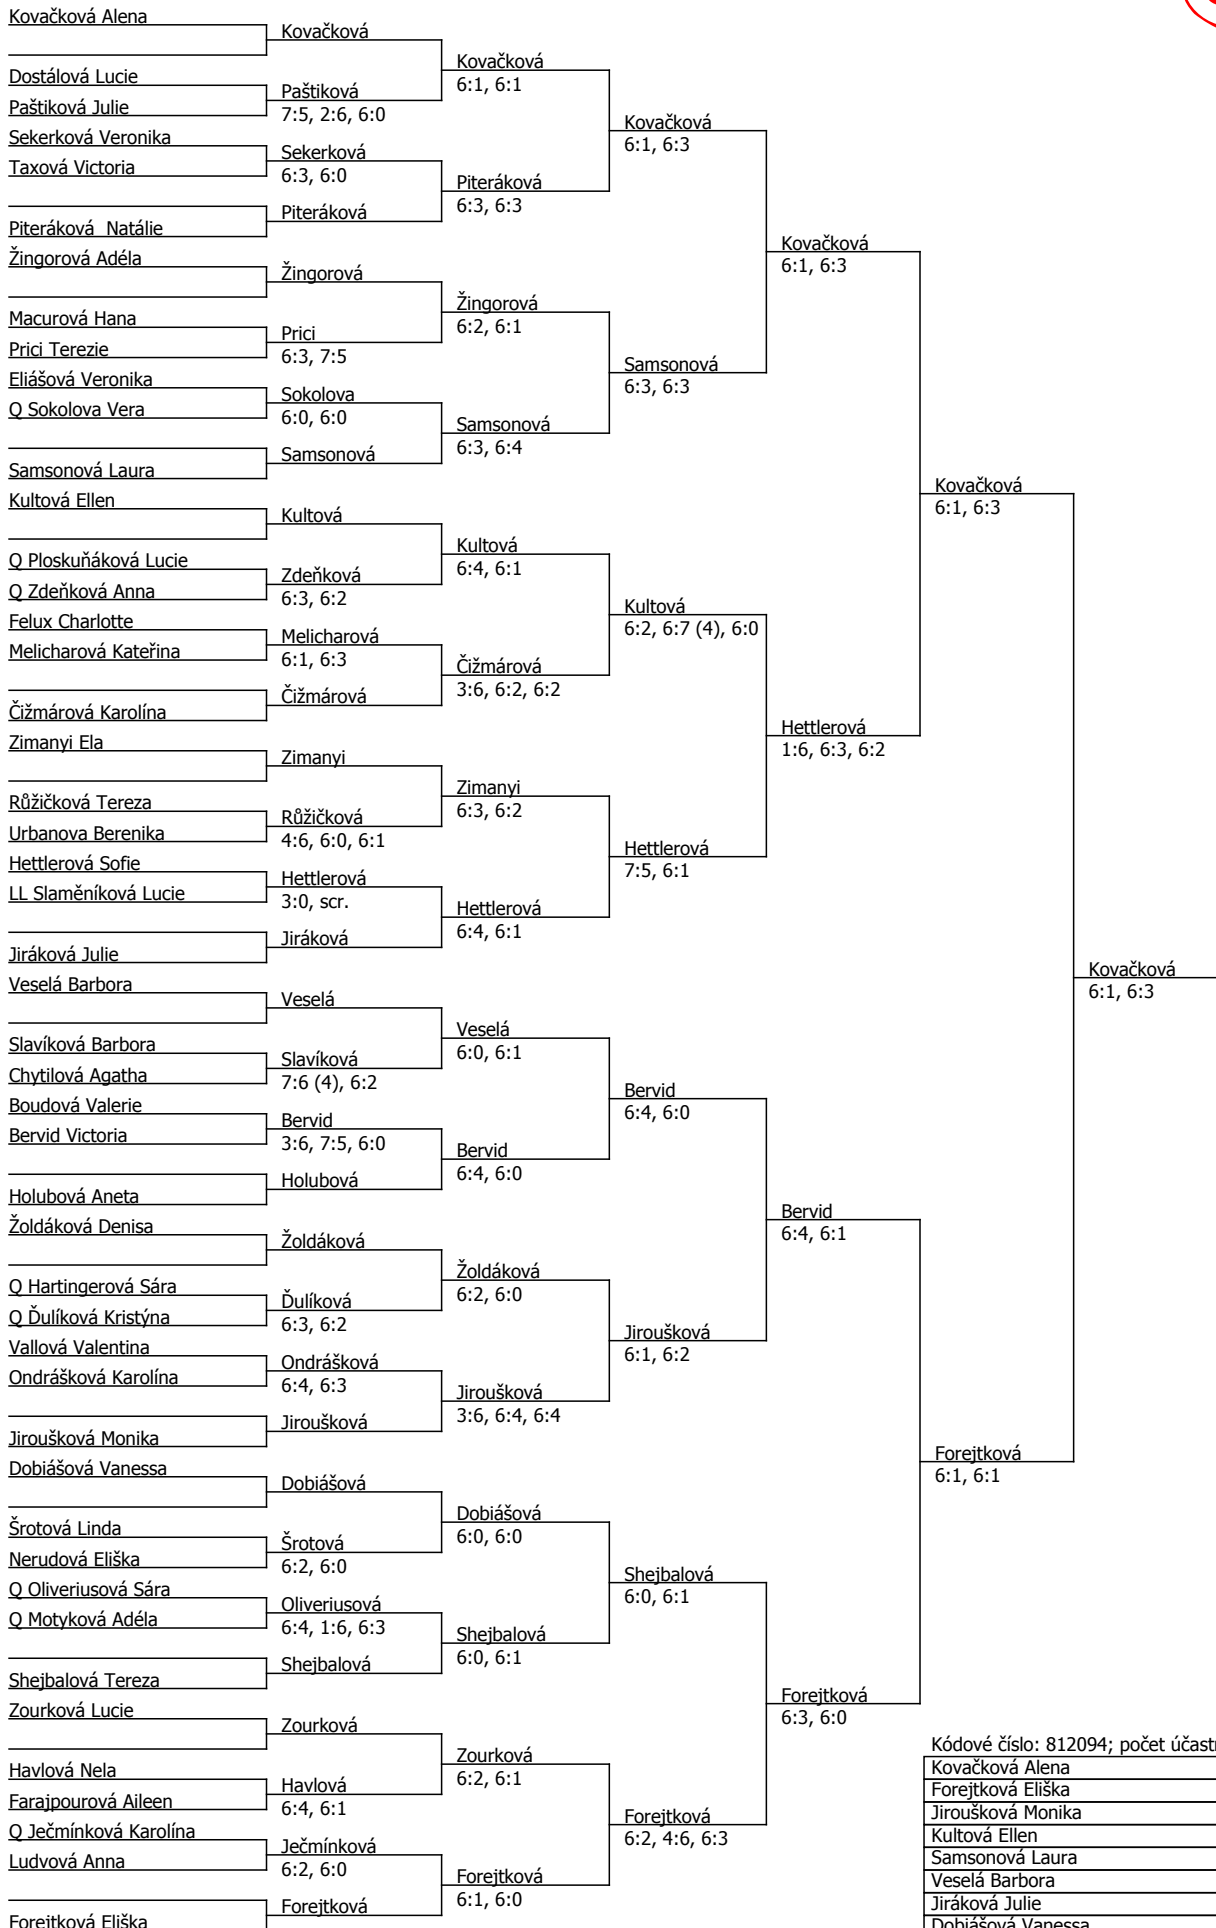 Kovačková Alena
Kovačková
Kovačková
6:1, 6:1
Dostálová Lucie
Paštiková
7:5, 2:6, 6:0
Paštiková Julie
Kovačková
6:1, 6:3
Sekerková Veronika
Sekerková
6:3, 6:0
Taxová Victoria
Piteráková
6:3, 6:3
Piteráková
Piteráková  Natálie
Kovačková
6:1, 6:3
Žingorová Adéla
Žingorová
Žingorová
6:2, 6:1
Macurová Hana
Prici
6:3, 7:5
Prici Terezie
Samsonová
6:3, 6:3
Eliášová Veronika
Sokolova
6:0, 6:0
Q Sokolova Vera
Samsonová
6:3, 6:4
Samsonová
Samsonová Laura
Kovačková
6:1, 6:3
Kultová Ellen
Kultová
Kultová
6:4, 6:1
Q Ploskuňáková Lucie
Zdeňková
6:3, 6:2
Q Zdeňková Anna
Kultová
6:2, 6:7 (4), 6:0
Felux Charlotte
Melicharová
6:1, 6:3
Melicharová Kateřina
Čižmárová
3:6, 6:2, 6:2
Čižmárová
Čižmárová Karolína
Hettlerová
1:6, 6:3, 6:2
Zimanyi Ela
Zimanyi
Zimanyi
6:3, 6:2
Růžičková Tereza
Růžičková
4:6, 6:0, 6:1
Urbanova Berenika
Hettlerová
7:5, 6:1
Hettlerová Sofie
Hettlerová
3:0, scr.
LL Slaměníková Lucie
Hettlerová
6:4, 6:1
Jiráková
Jiráková Julie
Kovačková
6:1, 6:3
Veselá Barbora
Veselá
Veselá
6:0, 6:1
Slavíková Barbora
Slavíková
7:6 (4), 6:2
Chytilová Agatha
Bervid
6:4, 6:0
Boudová Valerie
Bervid
3:6, 7:5, 6:0
Bervid Victoria
Bervid
6:4, 6:0
Holubová
Holubová Aneta
Bervid
6:4, 6:1
Žoldáková Denisa
Žoldáková
Žoldáková
6:2, 6:0
Q Hartingerová Sára
Ďulíková
6:3, 6:2
Q Ďulíková Kristýna
Jiroušková
6:1, 6:2
Vallová Valentina
Ondrášková
6:4, 6:3
Ondrášková Karolína
Jiroušková
3:6, 6:4, 6:4
Jiroušková
Jiroušková Monika
Forejtková
6:1, 6:1
Dobiášová Vanessa
Dobiášová
Dobiášová
6:0, 6:0
Šrotová Linda
Šrotová
6:2, 6:0
Nerudová Eliška
Shejbalová
6:0, 6:1
Q Oliveriusová Sára
Oliveriusová
6:4, 1:6, 6:3
Q Motyková Adéla
Shejbalová
6:0, 6:1
Shejbalová
Shejbalová Tereza
Forejtková
6:3, 6:0
Zourková Lucie
Zourková
Zourková
6:2, 6:1
Havlová Nela
Havlová
6:4, 6:1
Farajpourová Aileen
Forejtková
6:2, 4:6, 6:3
Q Ječmínková Karolína
Ječmínková
6:2, 6:0
Ludvová Anna
Forejtková
6:1, 6:0
Forejtková
Forejtková Eliška
Kódové číslo: 812094; počet účast
Kovačková Alena
Forejtková Eliška
Jiroušková Monika
Kultová Ellen
Samsonová Laura
Veselá Barbora
Jiráková Julie
Dobiášová Vanessa